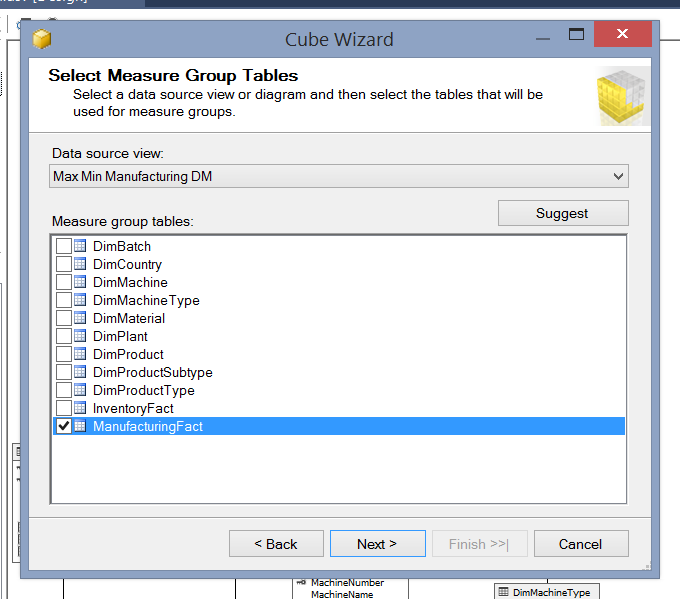 Cube Wizard
Select Measure Group Tables
Select a data source view or diagram and then select the tables that will be
used for measure groups.
Data source view:
Max Min Manufacturing DM
Suggest
Measure group tables:
DimBatch
DimCountry
DimMachine
DimMachineType
DimMaterial
DimPlant
DimProduct
DimProductSubtype
DimProductType
InventoryFact
ManufacturingFact
< Back
Next >
Finish >>|
Cancel
MachineNumber
MachineName
DimMachineType